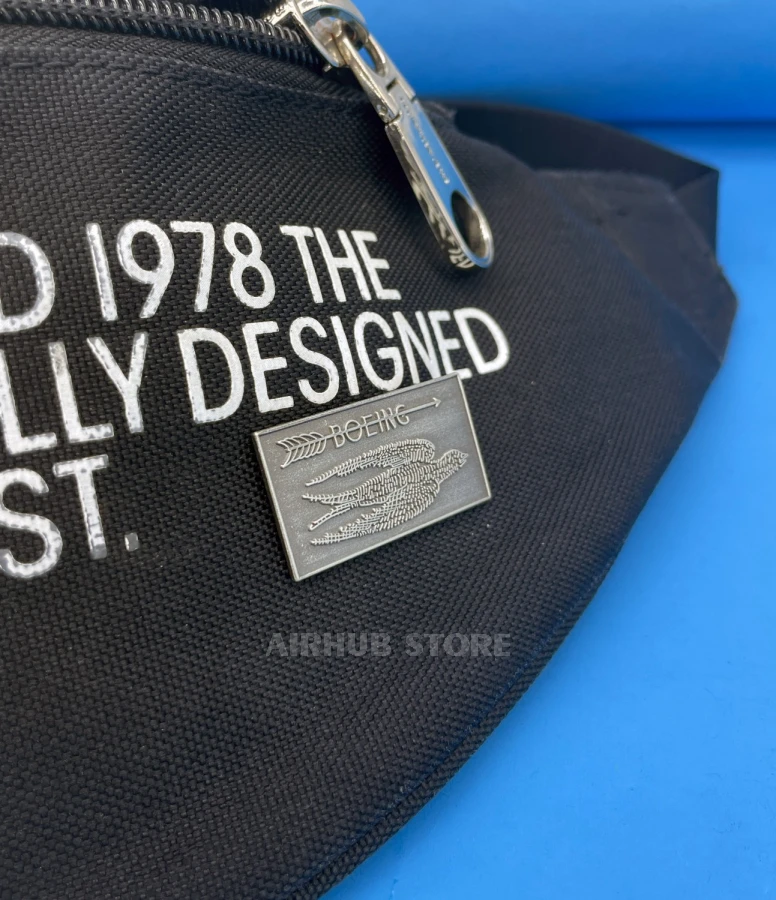 D 1978 THE
LLY DESIGNED
ST.
BOEING
AIRHUB STORE